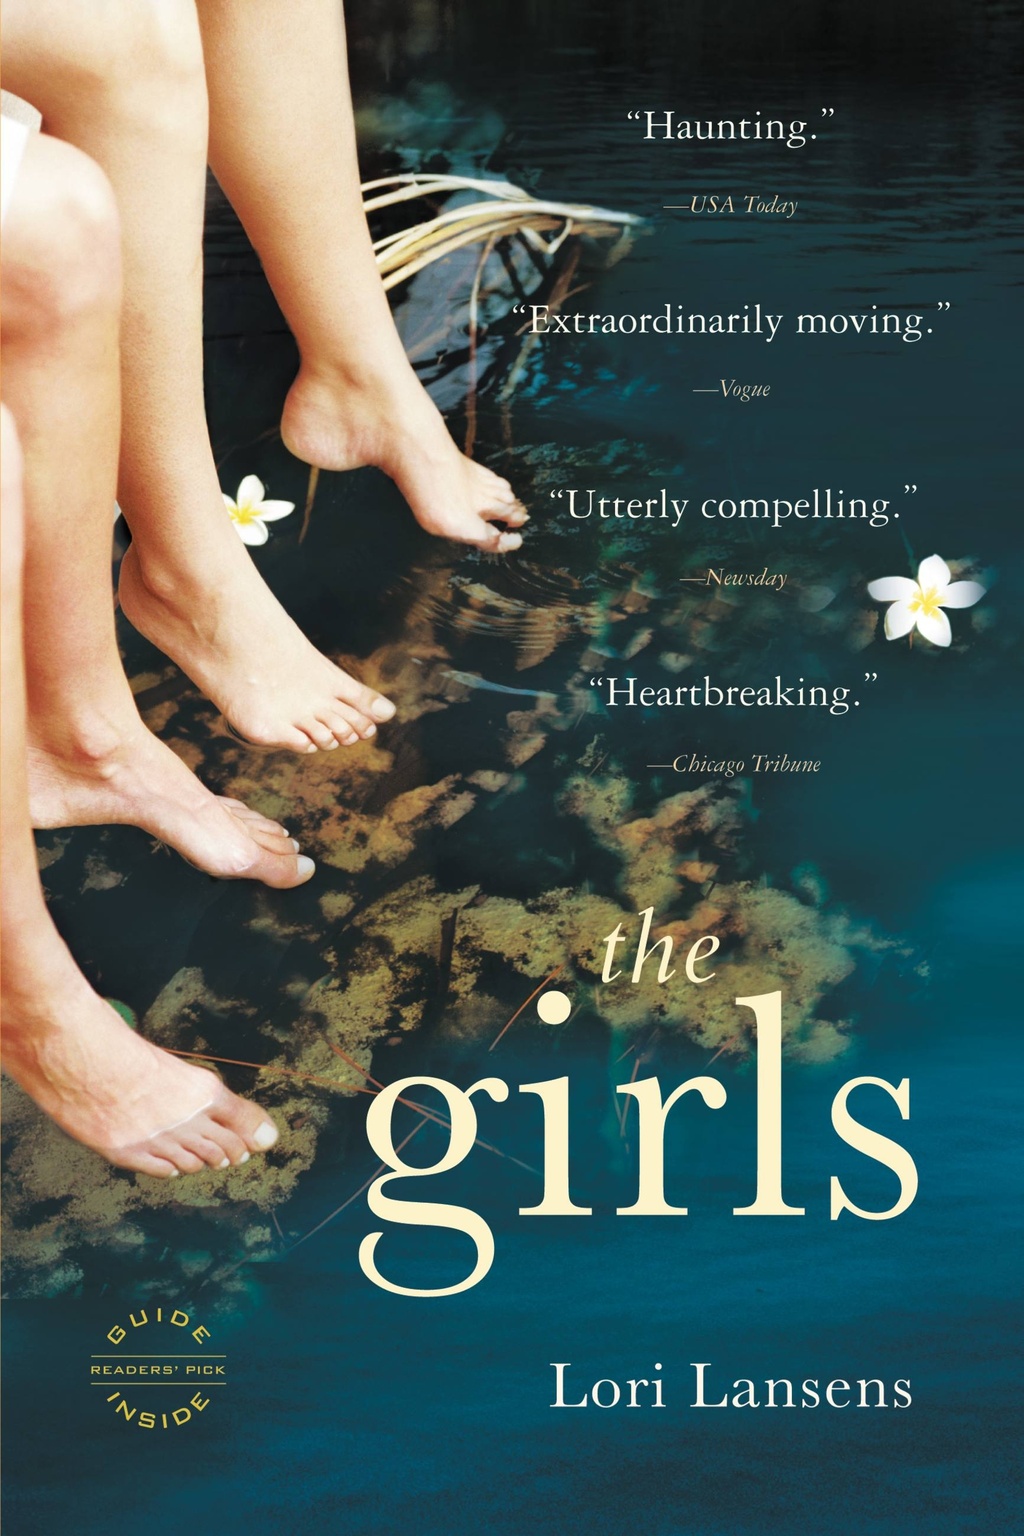 “Haunting.”
—USA Today
“Extraordinarily moving.”
—Vogue
“Utterly compelling.”
—Newsday
“Heartbreaking.”
—Chicago Tribune
the
girls
GUIDE
READERS’ PICK
INSIDE
Lori Lansens